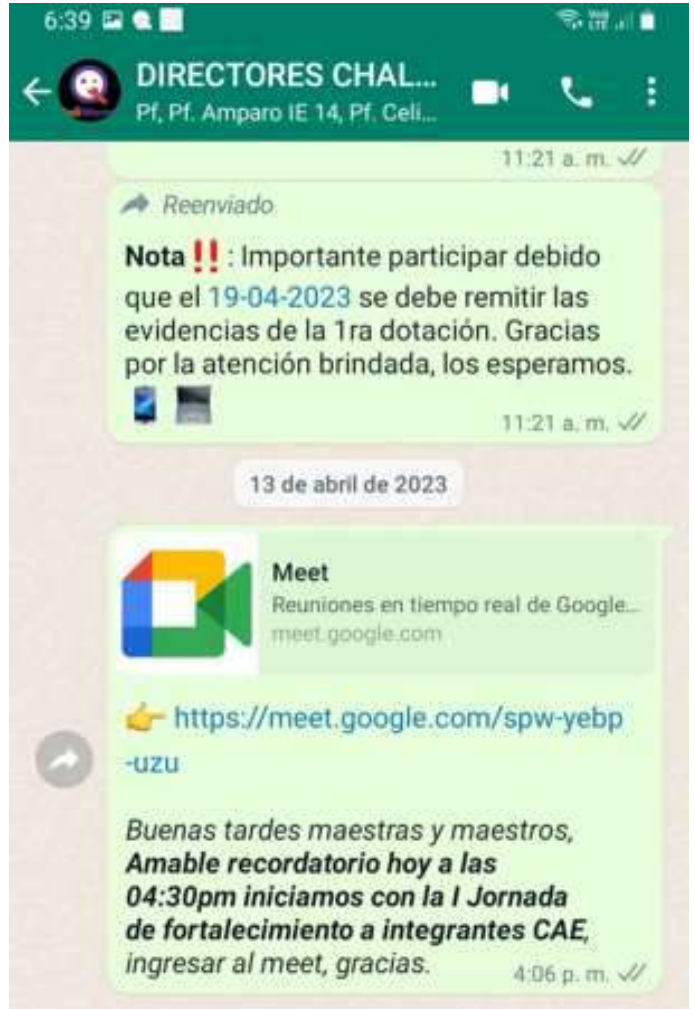 6:39
DIRECTORES CHAL...
Pf, Pf. Amparo IE 14, Pf. Celi...
11:21 a. m.
Reenviado
Nota‼️ : Importante participar debido
que el 19-04-2023 se debe remitir las
evidencias de la 1ra dotación. Gracias
por la atención brindada, los esperamos.
11:21 a. m.
13 de abril de 2023
Meet
Reuniones en tiempo real de Google...
meet.google.com
👉 https://meet.google.com/spw-yebp
-uzu
Buenas tardes maestras y maestros,
Amable recordatorio hoy a las
04:30pm iniciamos con la I Jornada
de fortalecimiento a integrantes CAE,
ingresar al meet, gracias.
4:06 p. m.